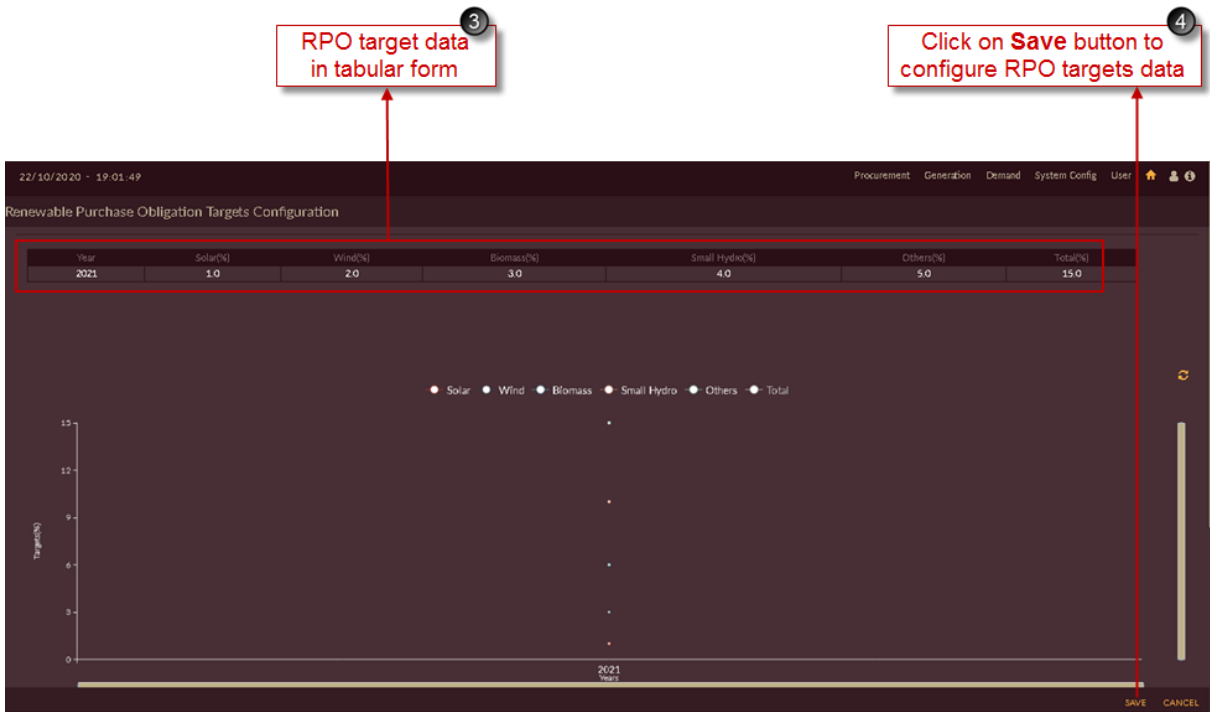 3
RPO target data
in tabular form
4
Click on Save button to
configure RPO targets data
22/10/2020 - 19:01:49
Procurement Generation Demand System Config User
Renewable Purchase Obligation Targets Configuration
Year Solar(%) Wind(%) Biomass(%) Small Hydro(%) Others(%) Total(%)
2021 1.0 2.0 3.0 4.0 5.0 15.0
Solar Wind Biomass Small Hydro Others Total
15
12
9
6
3
0
Targets(%)
2021
Years
SAVE CANCEL